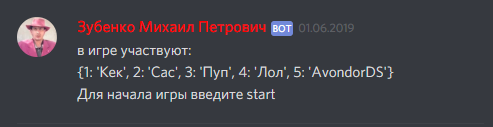 Зубенко Михаил Петрович БОТ 01.06.2019
в игре участвуют:
{1: 'Кек', 2: 'Сас', 3: 'Пуп', 4: 'Лол', 5: 'AvondorDS'}
Для начала игры введите start